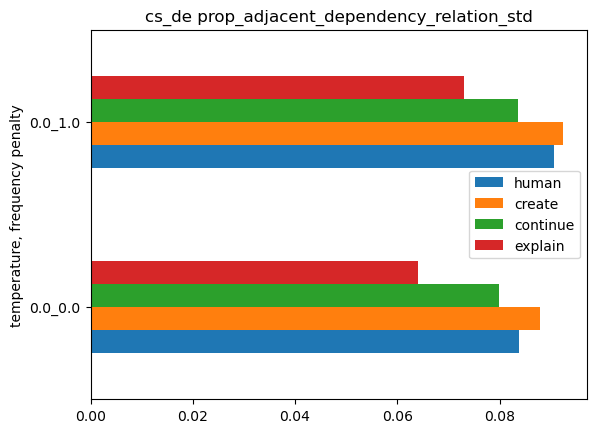 cs_de prop_adjacent_dependency_relation_std
temperature, frequency penalty
0.0_1.0
0.0_0.0
human
create
continue
explain
0.00 0.02 0.04 0.06 0.08